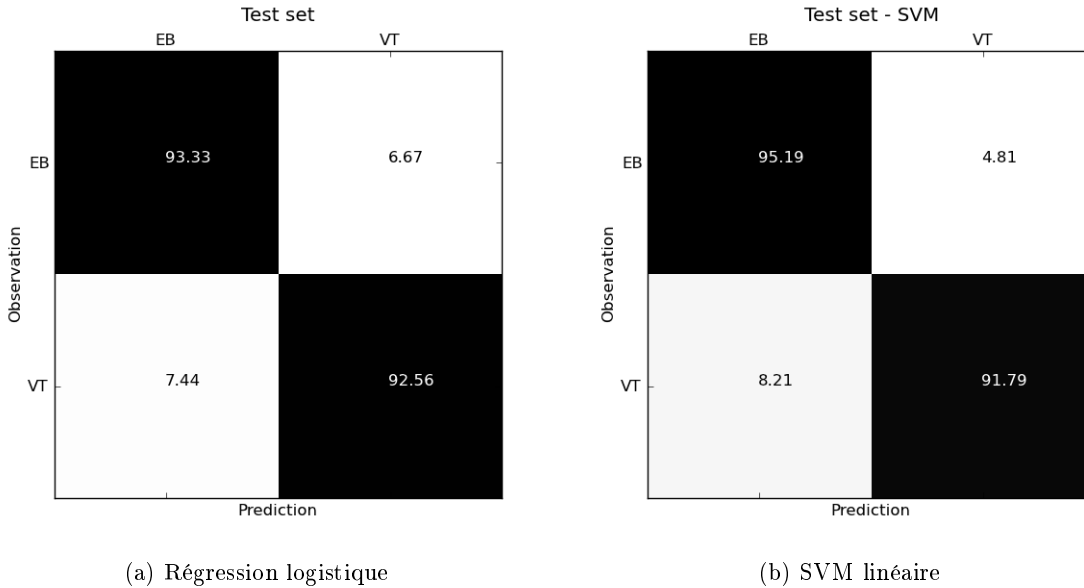 Test set
EB VT
EB 93.33 6.67
Observation
VT 7.44 92.56
Prediction
(a) Régression logistique
Test set - SVM
EB VT
EB 95.19 4.81
Observation
VT 8.21 91.79
Prediction
(b) SVM linéaire